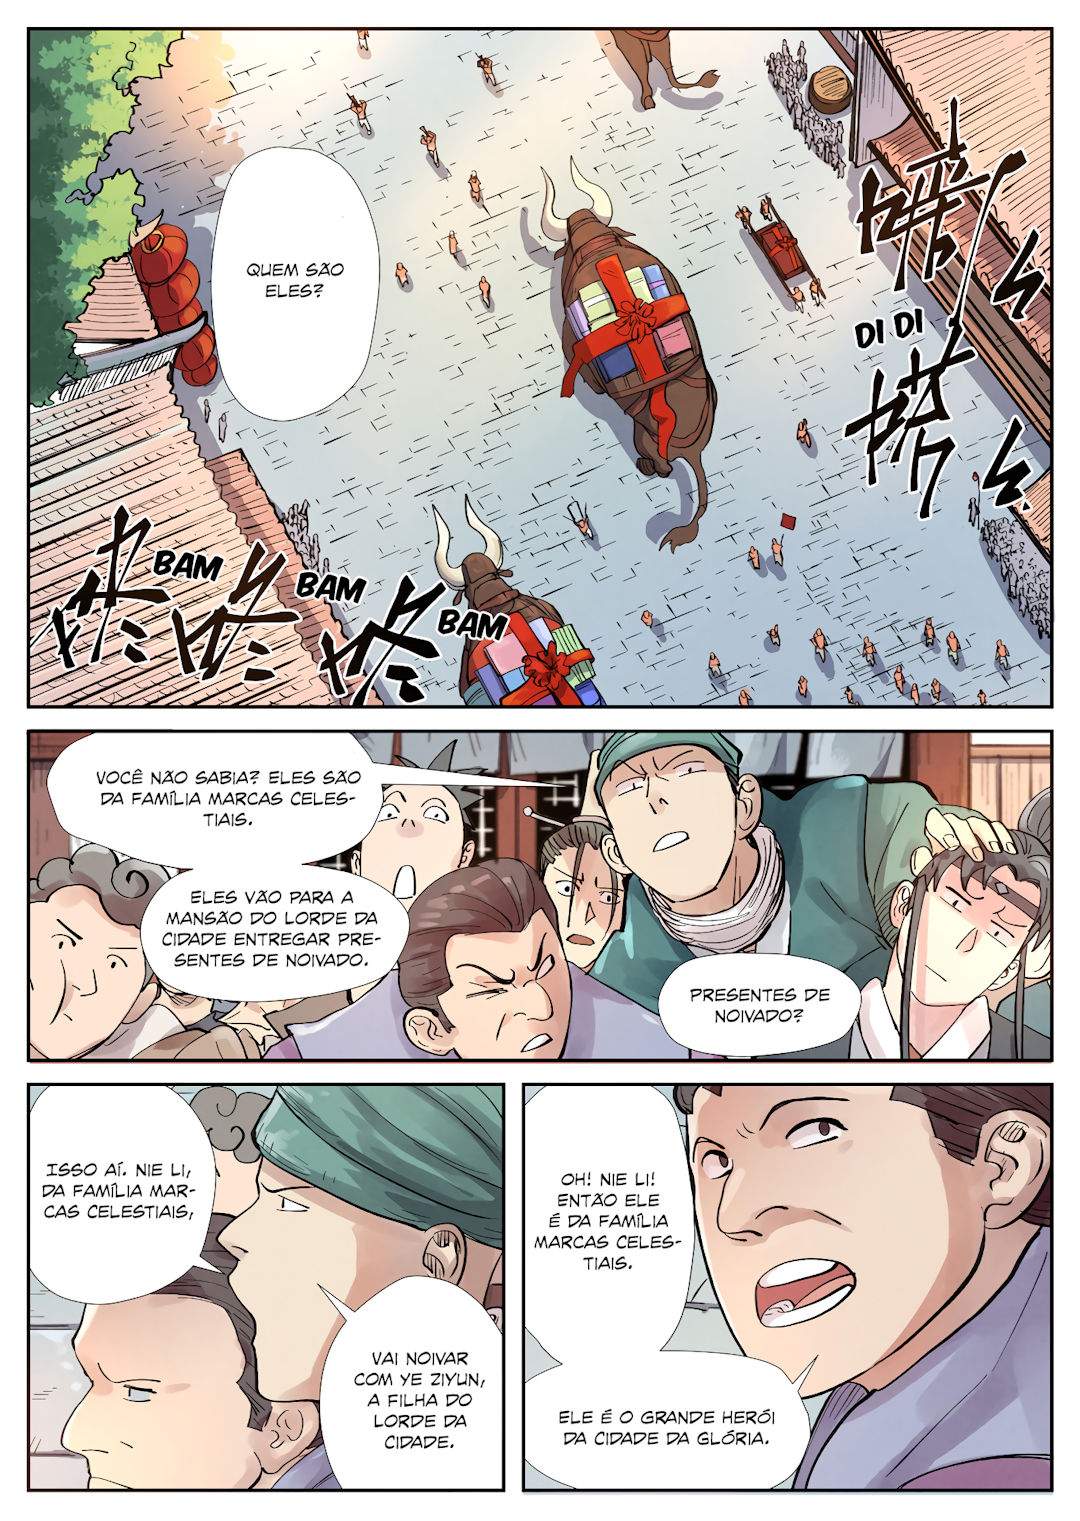 QUEM SÃO
ELES?
DI DI
BAM
BAM
BAM
VOCÊ NÃO SABIA? ELES SÃO
DA FAMÍLIA MARCAS CELES-
TIAIS.
ELES VÃO PARA A
MANSÃO DO LORDE DA
CIDADE ENTREGAR PRE-
SENTES DE NOIVADO.
PRESENTES DE
NOIVADO?
ISSO AÍ. NIE LI,
DA FAMÍLIA MAR-
CAS CELESTIAIS,
VAI NOIVAR
COM YE ZIYUN,
A FILHA DO
LORDE DA
CIDADE.
OH! NIE LI!
ENTÃO ELE
É DA FAMÍLIA
MARCAS CELES-
TIAIS.
ELE É O GRANDE HERÓI
DA CIDADE DA GLÓRIA.